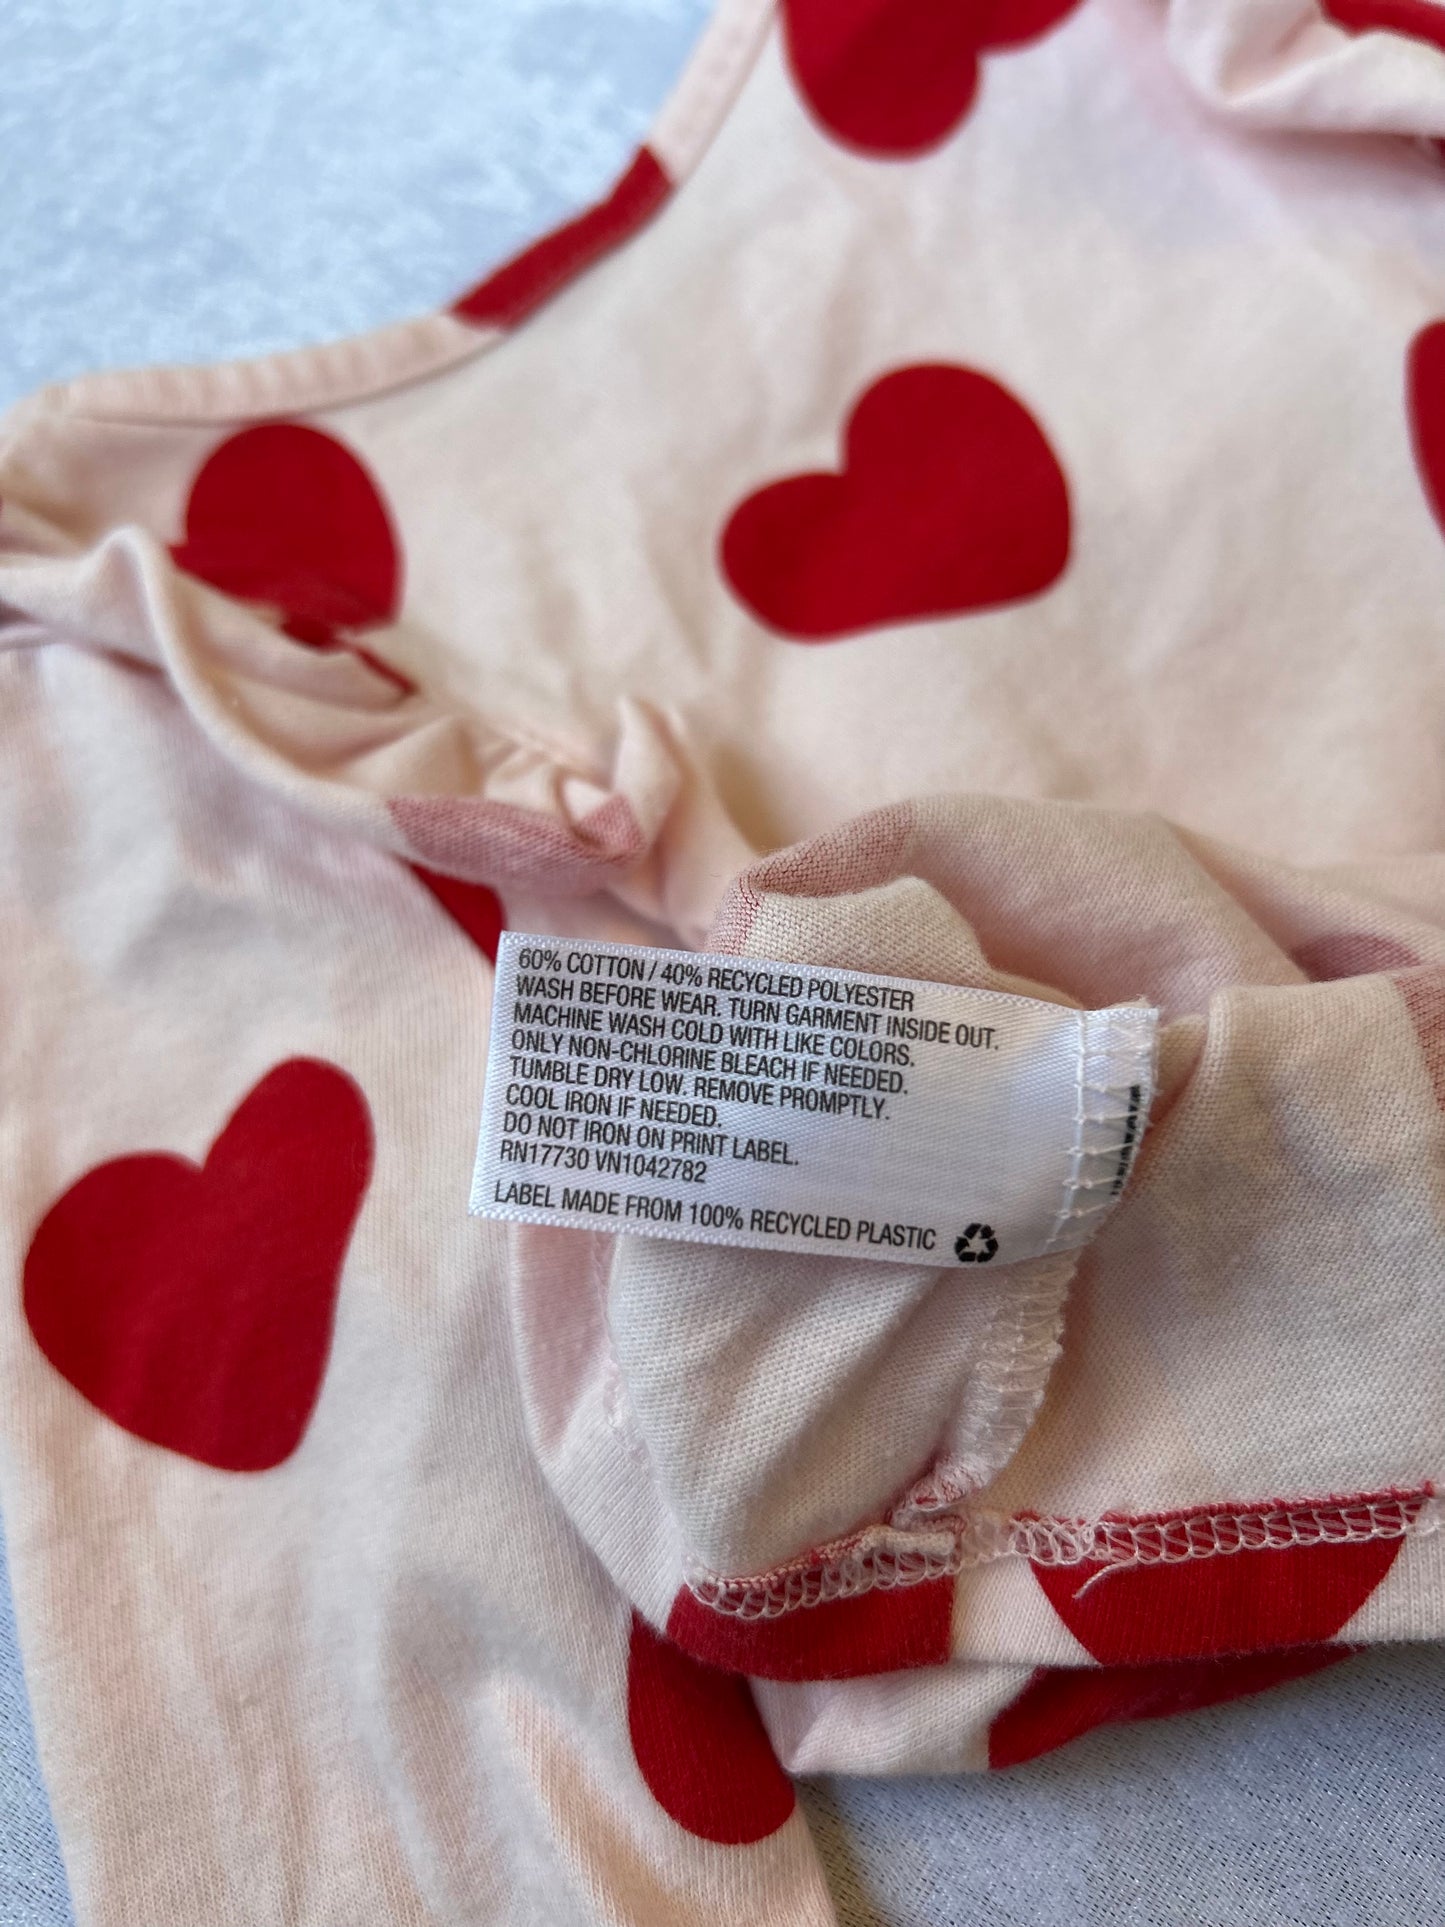 60% COTTON / 40% RECYCLED POLYESTER
WASH BEFORE WEAR. TURN GARMENT INSIDE OUT.
MACHINE WASH COLD WITH LIKE COLORS.
ONLY NON-CHLORINE BLEACH IF NEEDED.
TUMBLE DRY LOW. REMOVE PROMPTLY.
COOL IRON IF NEEDED.
DO NOT IRON ON PRINT LABEL.
RN17730 VN1042782
LABEL MADE FROM 100% RECYCLED PLASTIC